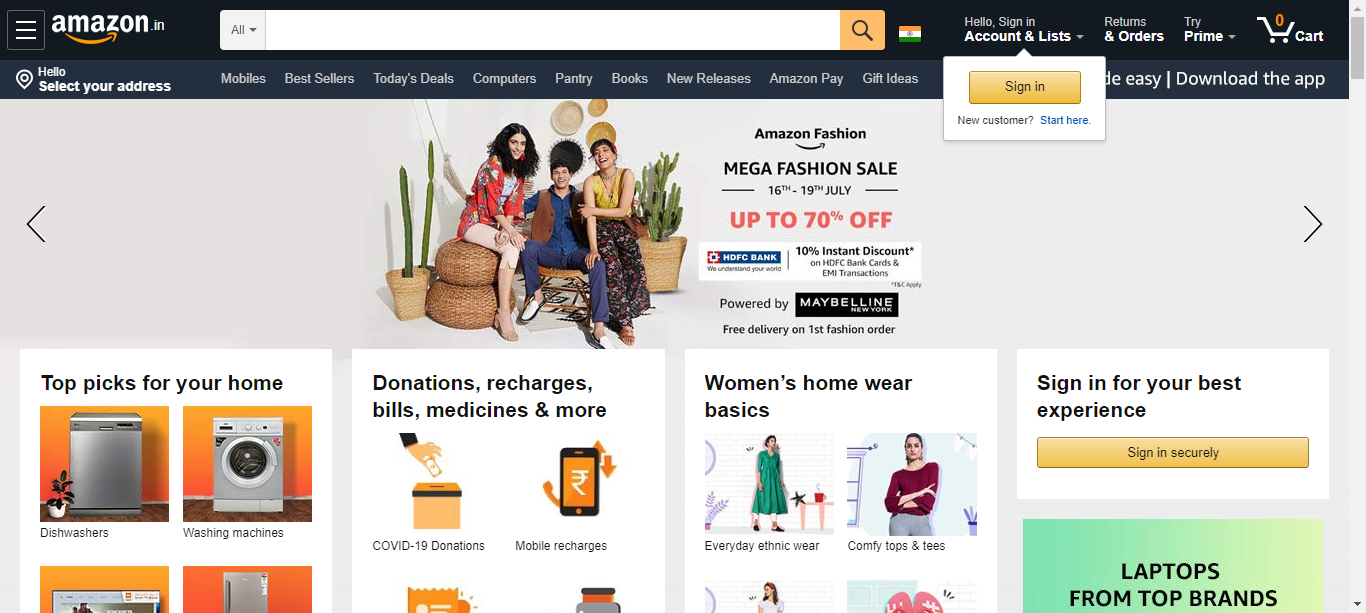 amazon.in
All
Hello, Sign in
Account & Lists
Returns
& Orders
Try
Prime
0
Cart
Hello
Select your address
Mobiles
Best Sellers
Today's Deals
Computers
Pantry
Books
New Releases
Amazon Pay
Gift Ideas
de easy | Download the app
Sign in
New customer? Start here.
Amazon Fashion
MEGA FASHION SALE
16TH - 19TH JULY
UP TO 70% OFF
HDFC BANK
We understand your world
10% Instant Discount*
on HDFC Bank Cards &
EMI Transactions
*T&C Apply
Powered by MAYBELLINE
NEW YORK
Free delivery on 1st fashion order
Top picks for your home
Dishwashers
Washing machines
Donations, recharges,
bills, medicines & more
COVID-19 Donations
Mobile recharges
Women's home wear
basics
Everyday ethnic wear
Comfy tops & tees
Sign in for your best
experience
Sign in securely
LAPTOPS
FROM TOP BRANDS